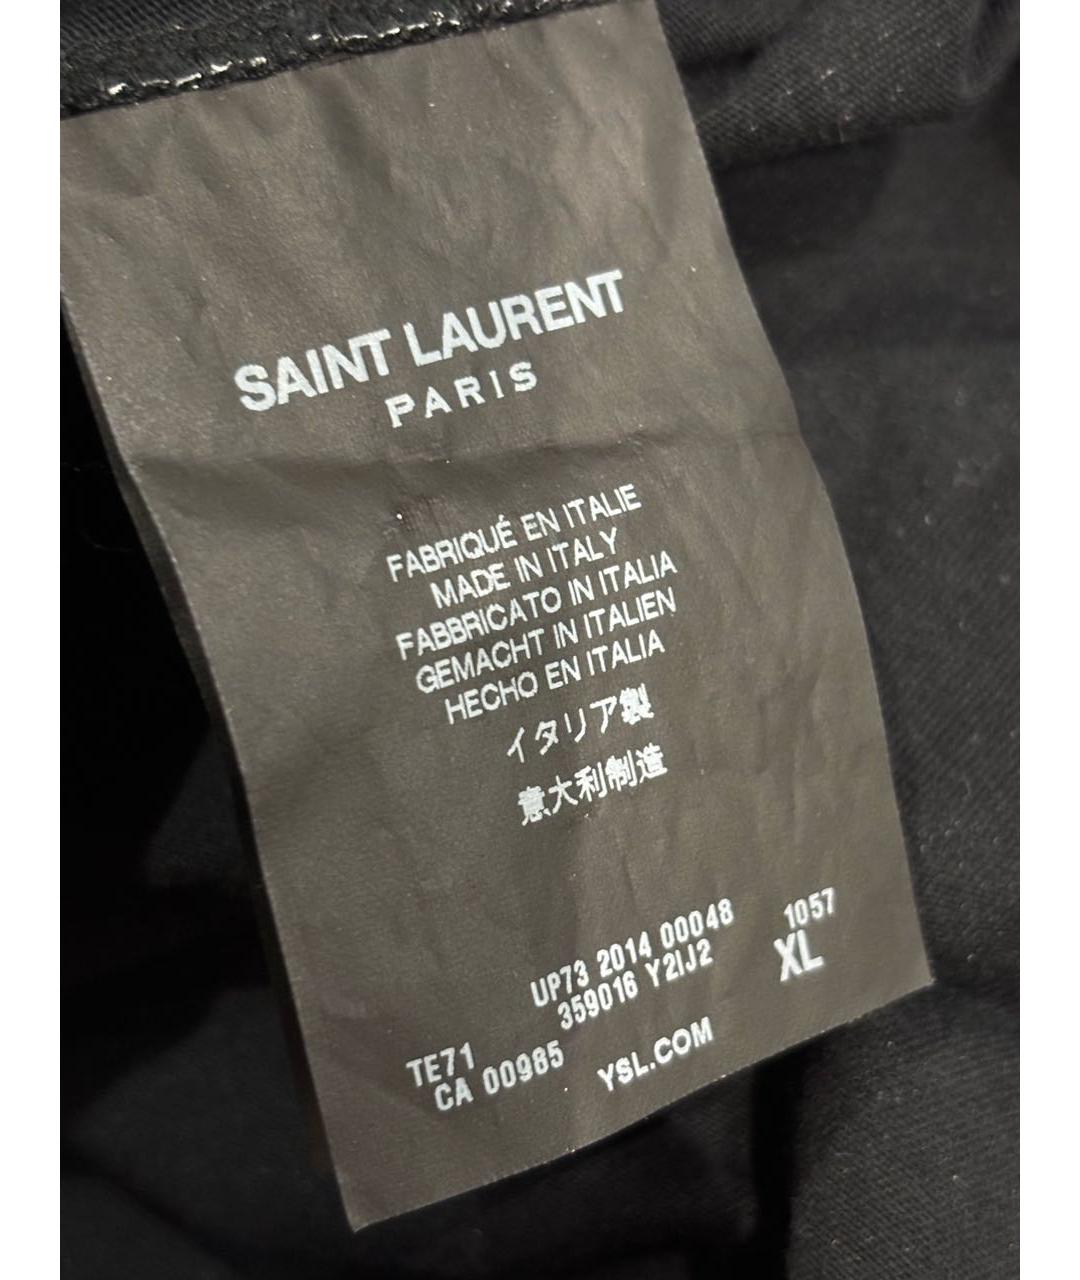 SAINT LAURENT
PARIS
FABRIQUÉ EN ITALIE
MADE IN ITALY
FABBRICATO IN ITALIA
GEMACHT IN ITALIEN
HECHO EN ITALIA
イタリア製
意大利制造
UP73 2014 00048 1057
359016 Y2IJ2 XL
TE71
CA 00985 YSL.COM